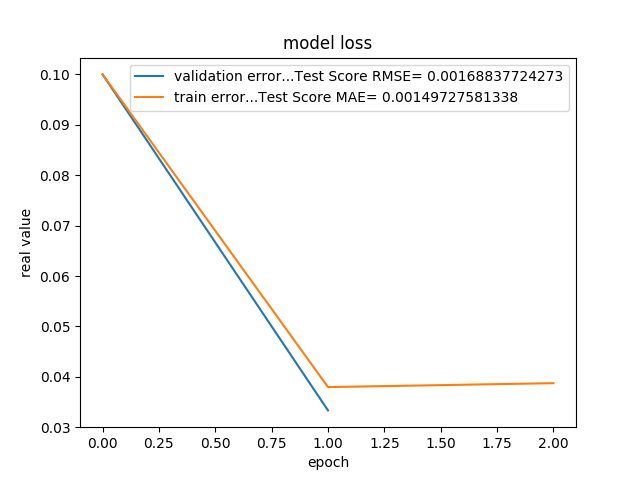 model loss
validation error...Test Score RMSE= 0.00168837724273
train error...Test Score MAE= 0.00149727581338
0.10
0.09
0.08
0.07
0.06
0.05
0.04
0.03
real value
0.00 0.25 0.50 0.75 1.00 1.25 1.50 1.75 2.00
epoch